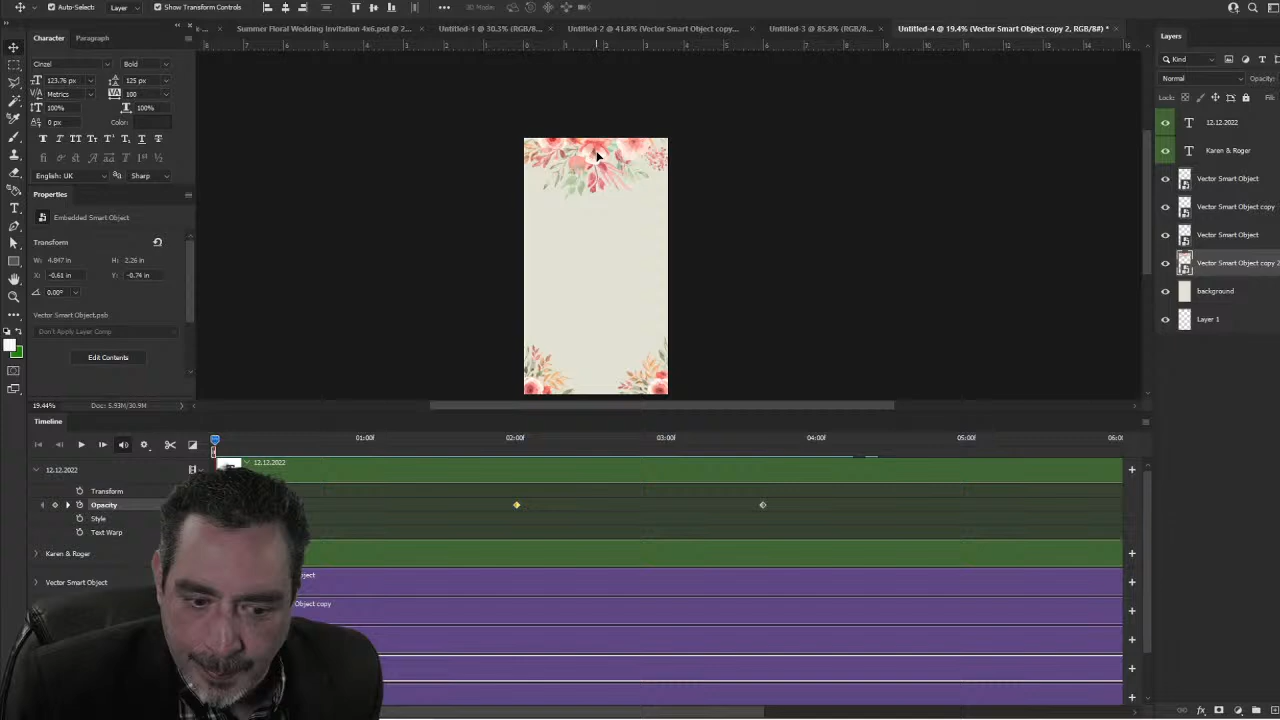 Auto-Select: Layer Show Transform Controls 3D Mode:
Summer Floral Wedding Invitation 4x6.psd @ 2... Untitled-1 @ 30.3% (RGB/8... Untitled-2 @ 41.8% (Vector Smart Object copy... Untitled-3 @ 85.8% (RGB/8... Untitled-4 @ 19.4% (Vector Smart Object copy 2, RGB/8#) *
Character Paragraph
Cinzel Bold
123.76 px 125 px
Metrics 100
100% 100%
0 px Color:
English: UK Sharp
Properties
Embedded Smart Object
Transform
W: 4.847 in H: 2.26 in
X: -0.61 in Y: -0.74 in
0.00°
Vector Smart Object.psb
Don't Apply Layer Comp
Edit Contents
19.44% Doc: 5.93M/30.9M
Layers
Kind
Normal Opacity:
Lock: Fill:
12.12.2022
Karen & Roger
Vector Smart Object
Vector Smart Object copy
Vector Smart Object
Vector Smart Object copy 2
background
Layer 1
Timeline
01:00f 02:00f 03:00f 04:00f 05:00f 06:0
12.12.2022 12.12.2022
Transform
Opacity
Style
Text Warp
Karen & Roger
Vector Smart Object
Object copy